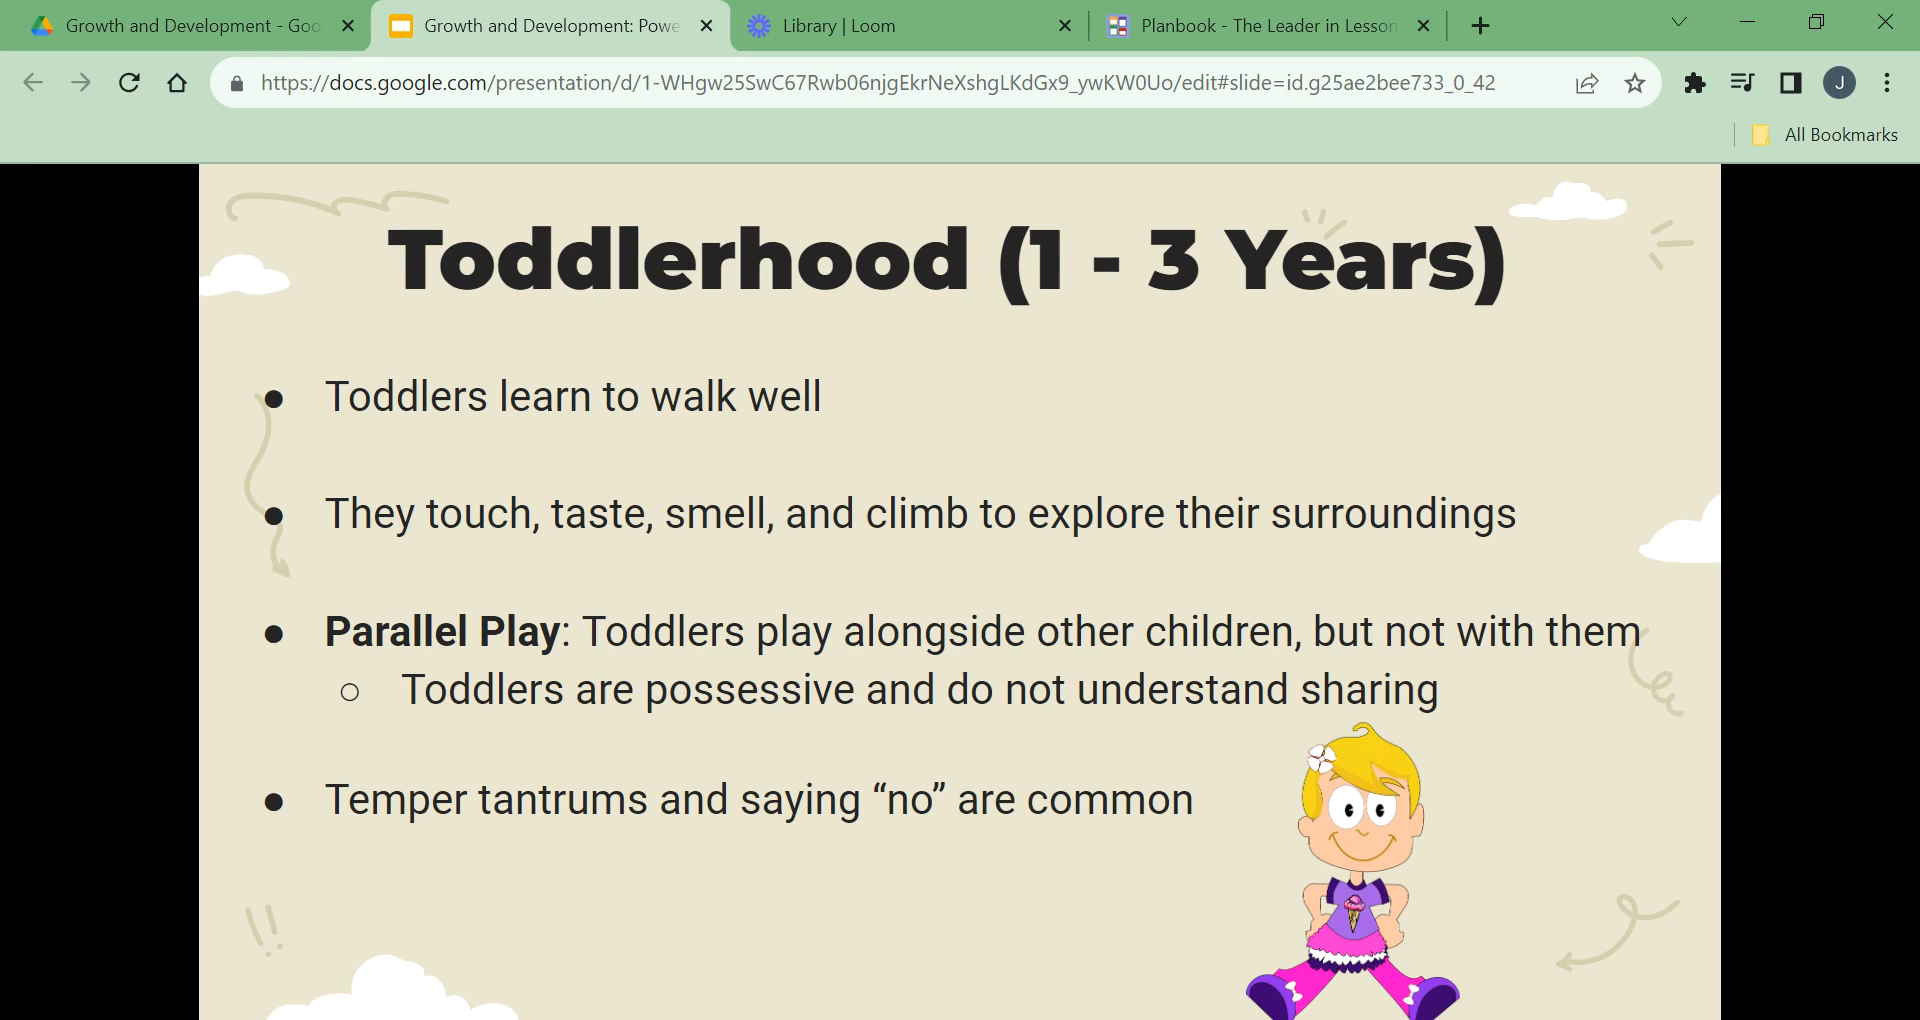 Growth and Development - Goo
Growth and Development: Powe
Library | Loom
Planbook - The Leader in Lesson
https://docs.google.com/presentation/d/1-WHgw25SwC67Rwb06njgEkrNeXshgLKdGx9_ywKW0Uo/edit#slide=id.g25ae2bee733_0_42
J
All Bookmarks
Toddlerhood (1 - 3 Years)
● Toddlers learn to walk well
● They touch, taste, smell, and climb to explore their surroundings
● Parallel Play: Toddlers play alongside other children, but not with them
○ Toddlers are possessive and do not understand sharing
● Temper tantrums and saying “no” are common